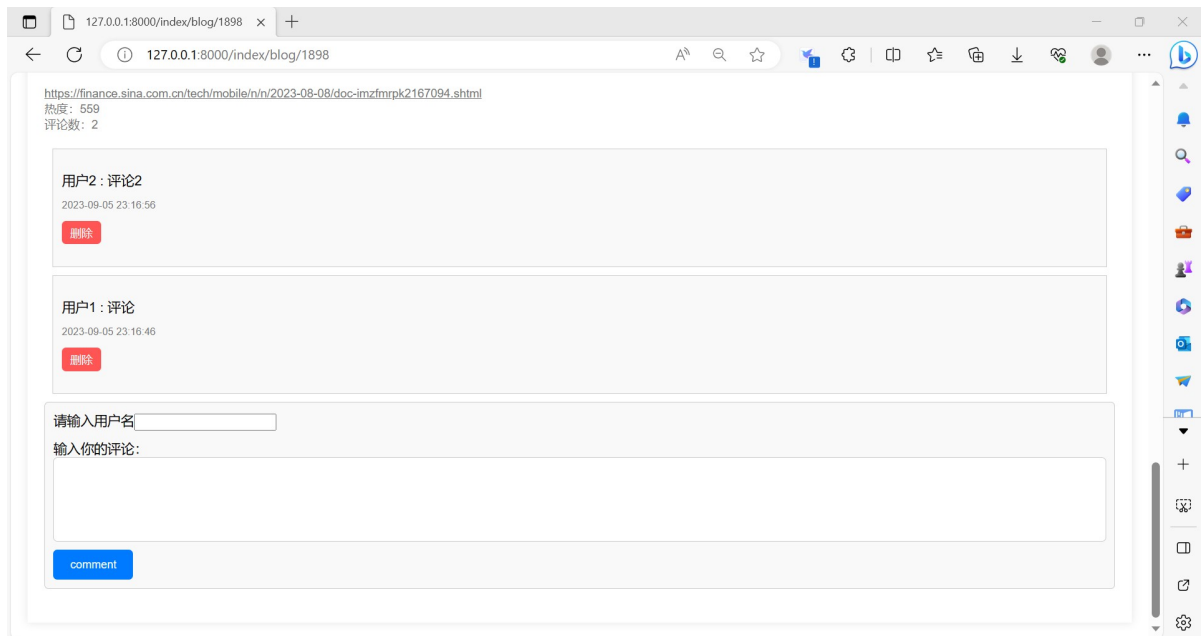 127.0.0.1:8000/index/blog/1898
127.0.0.1:8000/index/blog/1898
https://finance.sina.com.cn/tech/mobile/n/n/2023-08-08/doc-imzfmrpk2167094.shtml
热度：559
评论数：2
用户2 : 评论2
2023-09-05 23:16:56
删除
用户1 : 评论
2023-09-05 23:16:46
删除
请输入用户名
输入你的评论：
comment